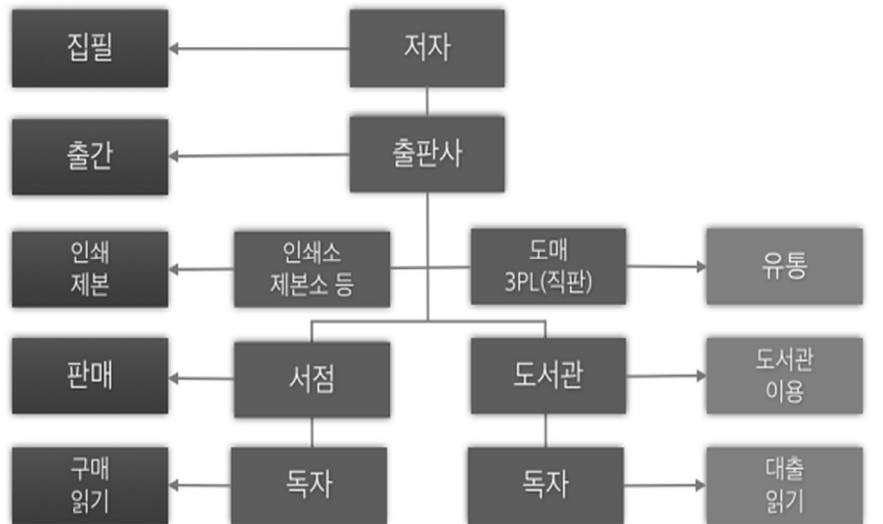 집필
저자
출간
출판사
인쇄
제본
인쇄소
제본소 등
도매
3PL(직판)
유통
판매
서점
도서관
도서관
이용
구매
읽기
독자
독자
대출
읽기